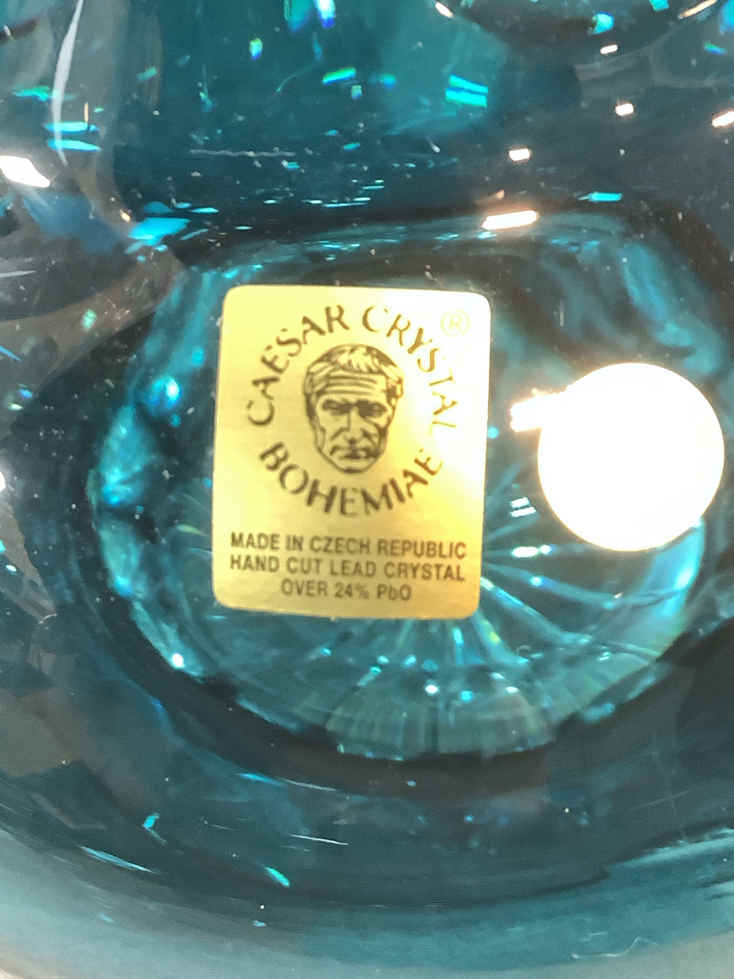 CAESAR CRYSTAL ®
BOHEMIAE
MADE IN CZECH REPUBLIC
HAND CUT LEAD CRYSTAL
OVER 24% PbO